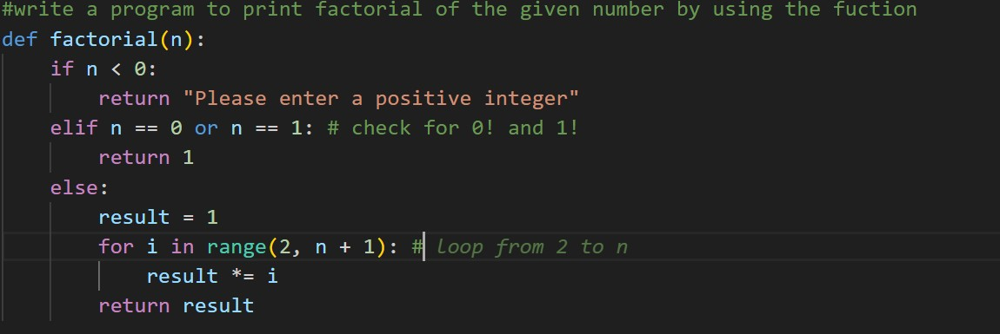 #write a program to print factorial of the given number by using the fuction
def factorial(n):
    if n < 0:
        return "Please enter a positive integer"
    elif n == 0 or n == 1: # check for 0! and 1!
        return 1
    else:
        result = 1
        for i in range(2, n + 1): # loop from 2 to n
            result *= i
        return result